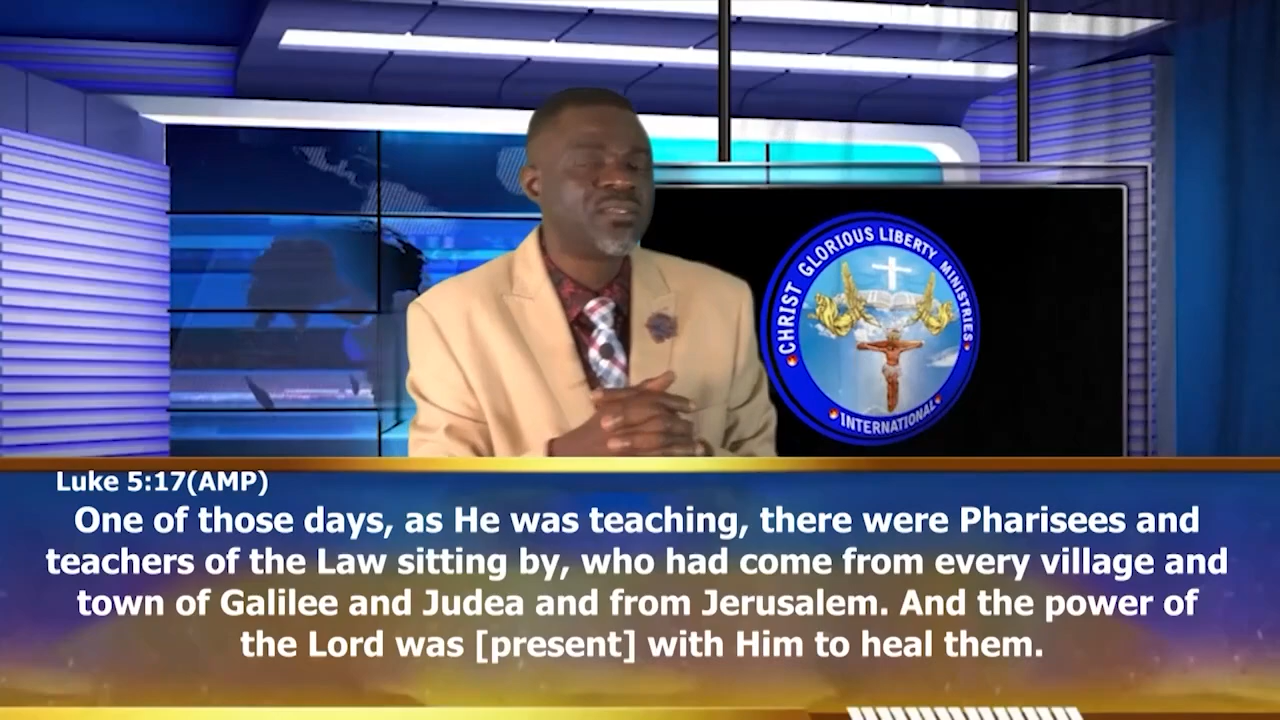 CHRIST GLORIOUS LIBERTY MINISTRIES
INTERNATIONAL
Luke 5:17(AMP)
One of those days, as He was teaching, there were Pharisees and
teachers of the Law sitting by, who had come from every village and
town of Galilee and Judea and from Jerusalem. And the power of
the Lord was [present] with Him to heal them.